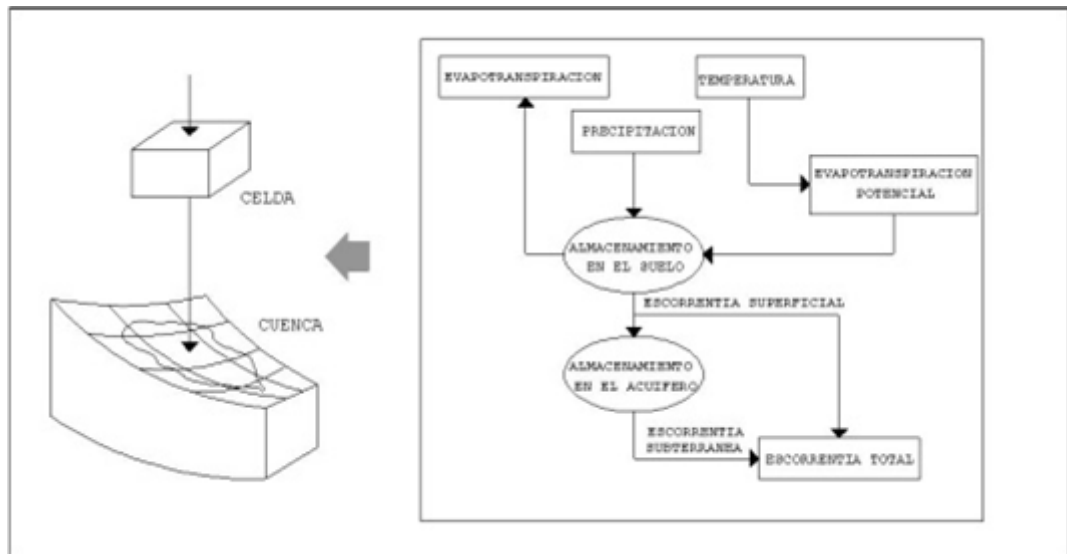 EVAPOTRANSPIRACION
TEMPERATURA
PRECIPITACION
CELDA
EVAPOTRANSPIRACION
POTENCIAL
ALMACENAMIENTO
EN EL SUELO
ESCORRENTIA SUPERFICIAL
CUENCA
ALMACENAMIENTO
EN EL ACUIFERO
ESCORRENTIA
SUBTERRANEA
ESCORRENTIA TOTAL